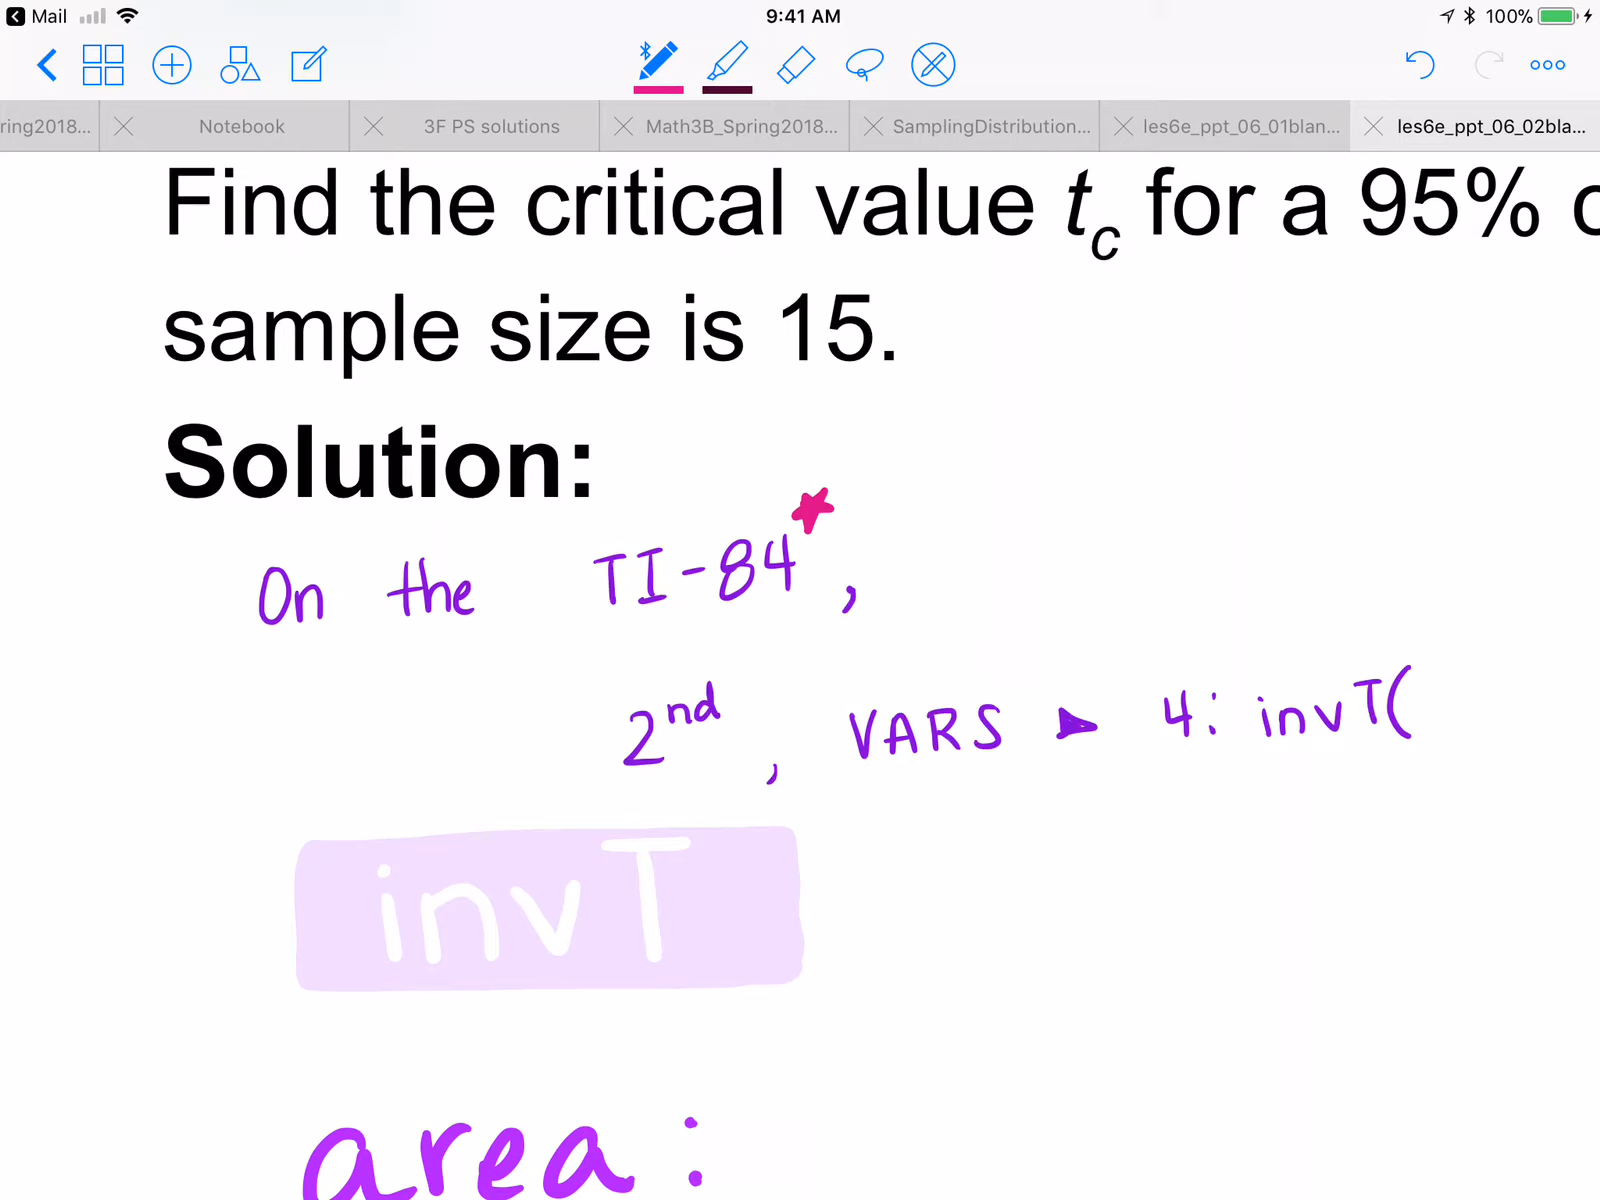 Mail 9:41 AM 100%
ring2018... Notebook 3F PS solutions Math3B_Spring2018... SamplingDistribution... les6e_ppt_06_01blan... les6e_ppt_06_02bla...
Find the critical value tc for a 95% c
sample size is 15.
Solution:
On the TI-84,
2nd, VARS ► 4: invT(
invT
area: